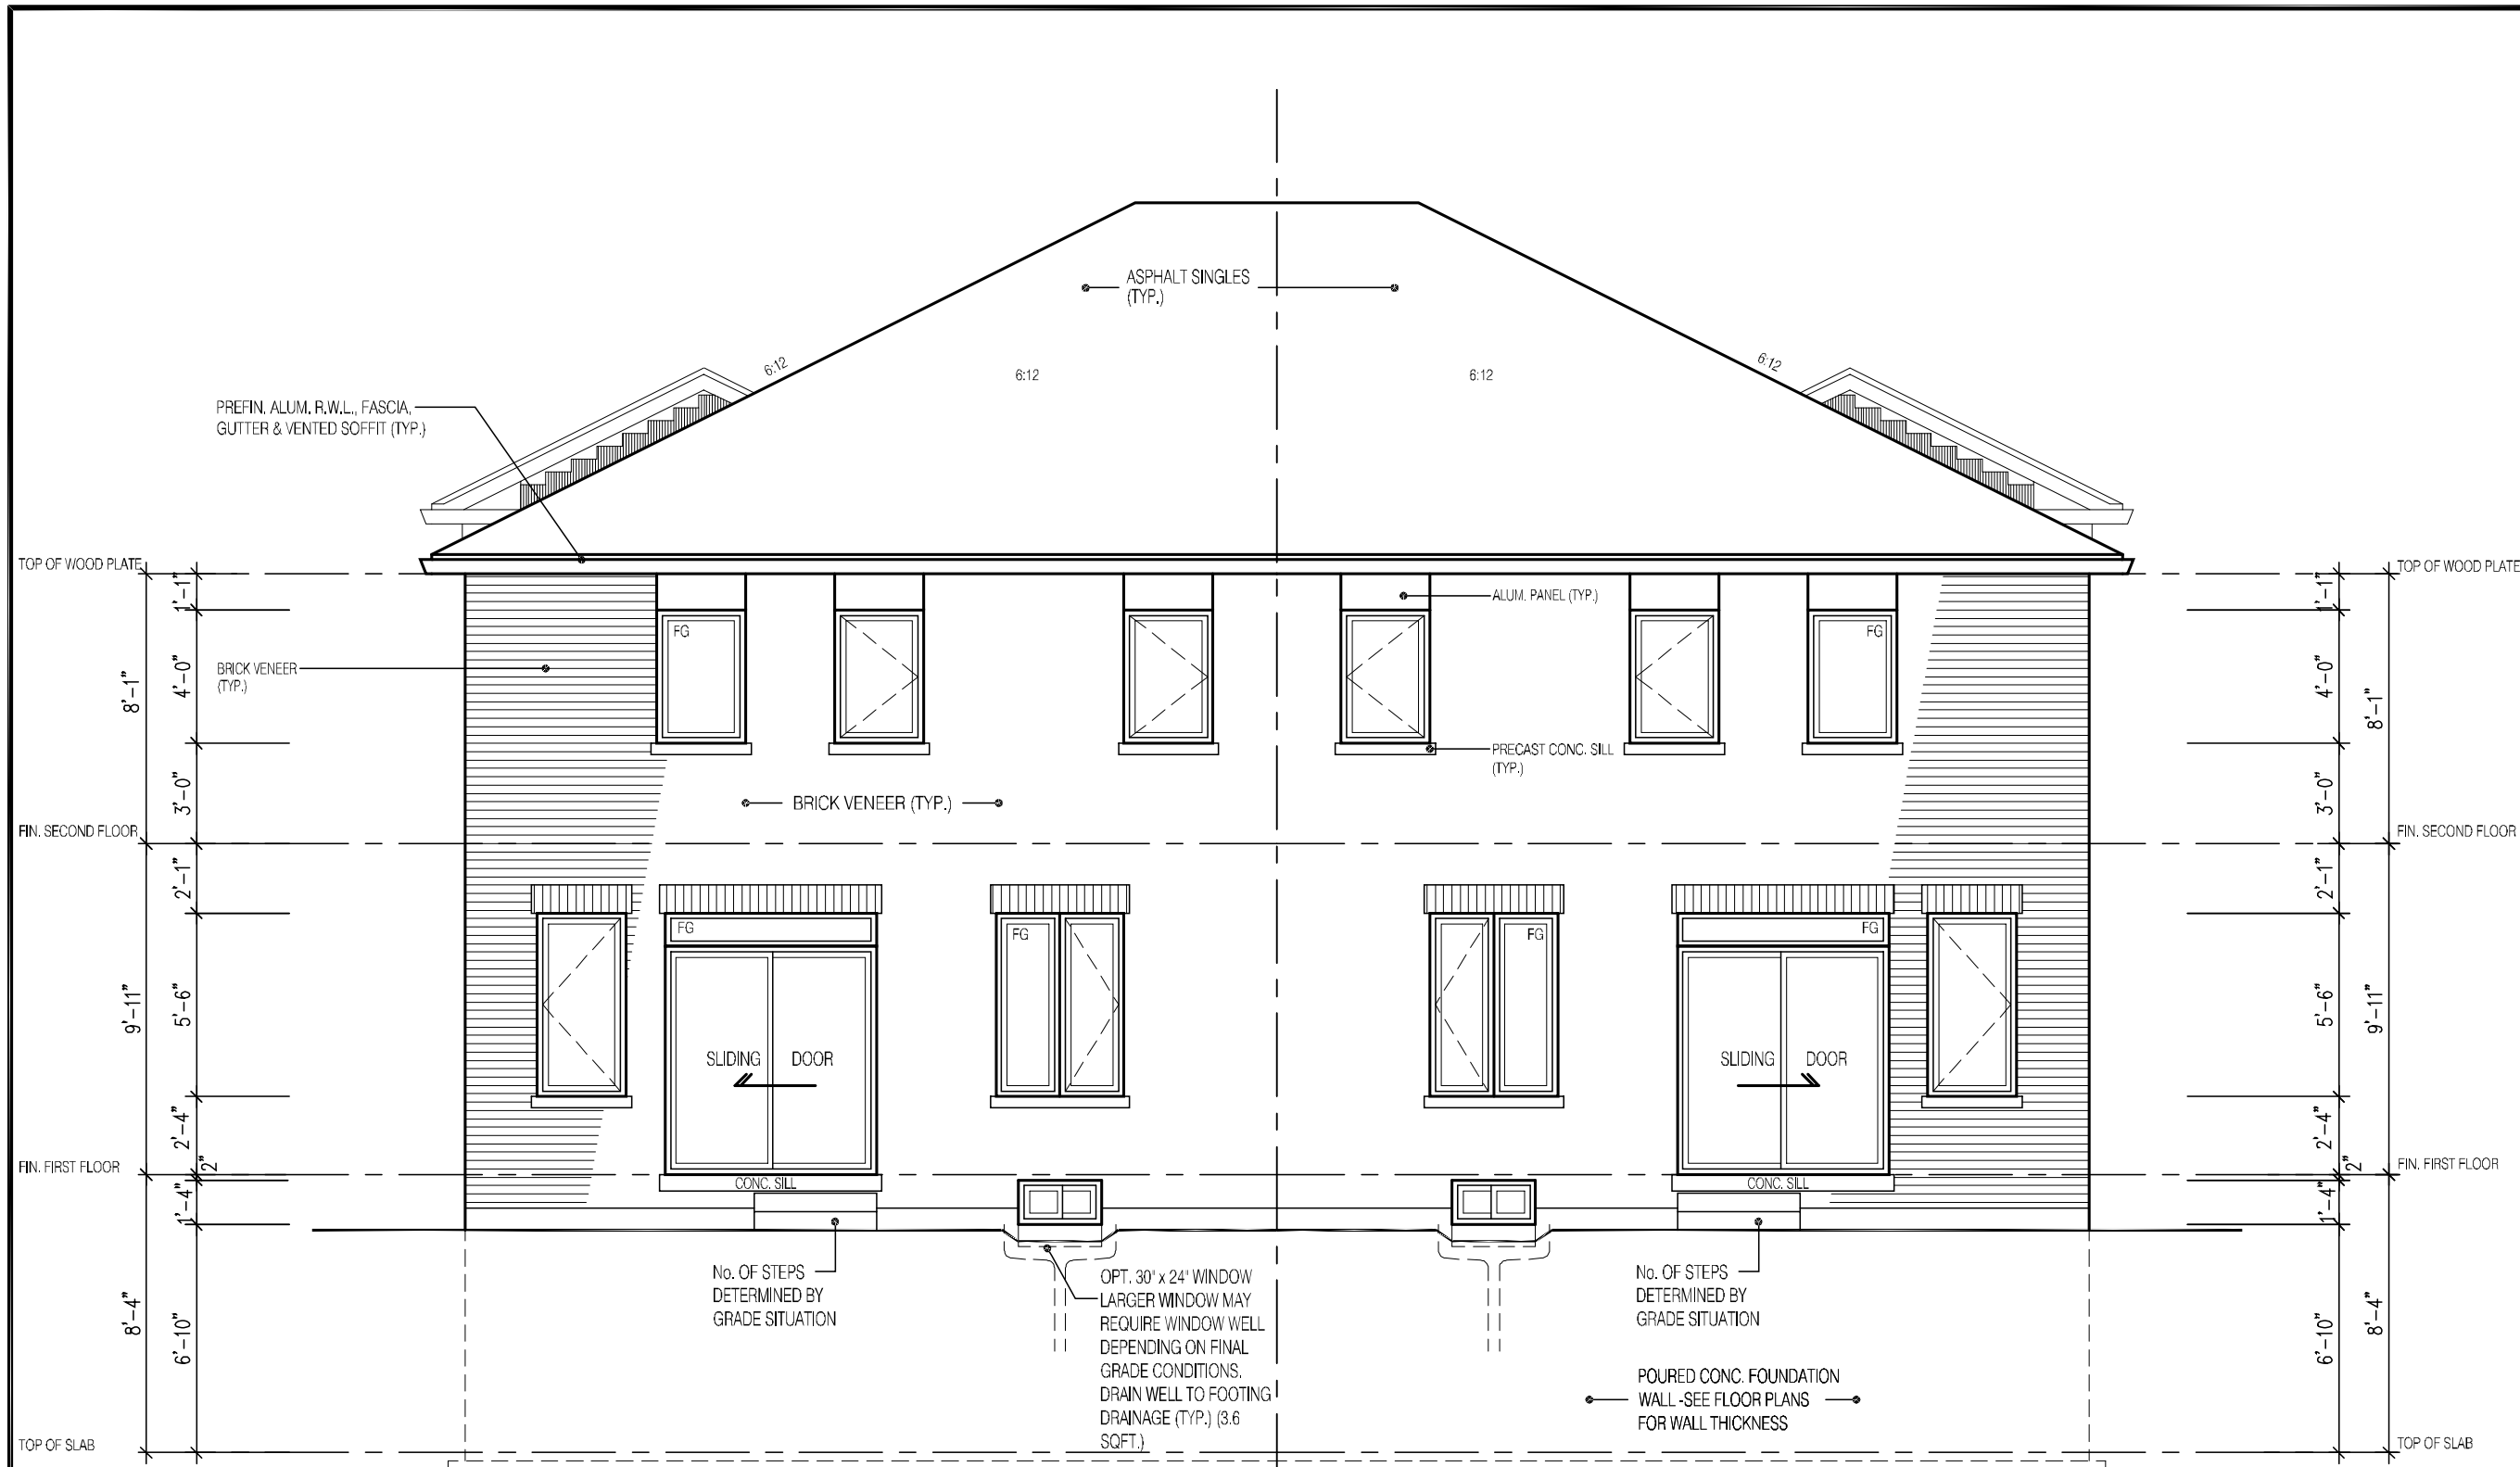 ASPHALT SINGLES
(TYP.)
6:12
6:12
6:12
6:12
PREFIN. ALUM. R.W.L., FASCIA,
GUTTER & VENTED SOFFIT (TYP.)
TOP OF WOOD PLATE
TOP OF WOOD PLATE
1'-1"
1'-1"
ALUM. PANEL (TYP.)
FG
FG
BRICK VENEER
(TYP.)
8'-1"
4'-0"
4'-0"
8'-1"
PRECAST CONC. SILL
(TYP.)
3'-0"
BRICK VENEER (TYP.)
3'-0"
FIN. SECOND FLOOR
FIN. SECOND FLOOR
2'-1"
2'-1"
FG
FG
FG
FG
9'-11"
5'-6"
5'-6"
9'-11"
SLIDING DOOR
SLIDING DOOR
2'-4"
2'-4"
FIN. FIRST FLOOR
2"
2"
FIN. FIRST FLOOR
CONC. SILL
CONC. SILL
1'-4"
1'-4"
No. OF STEPS
DETERMINED BY
GRADE SITUATION
OPT. 30" x 24" WINDOW
LARGER WINDOW MAY
REQUIRE WINDOW WELL
DEPENDING ON FINAL
GRADE CONDITIONS.
DRAIN WELL TO FOOTING
DRAINAGE (TYP.) (3.6
SQFT.)
No. OF STEPS
DETERMINED BY
GRADE SITUATION
8'-4"
6'-10"
6'-10"
8'-4"
POURED CONC. FOUNDATION
WALL -SEE FLOOR PLANS
FOR WALL THICKNESS
TOP OF SLAB
TOP OF SLAB